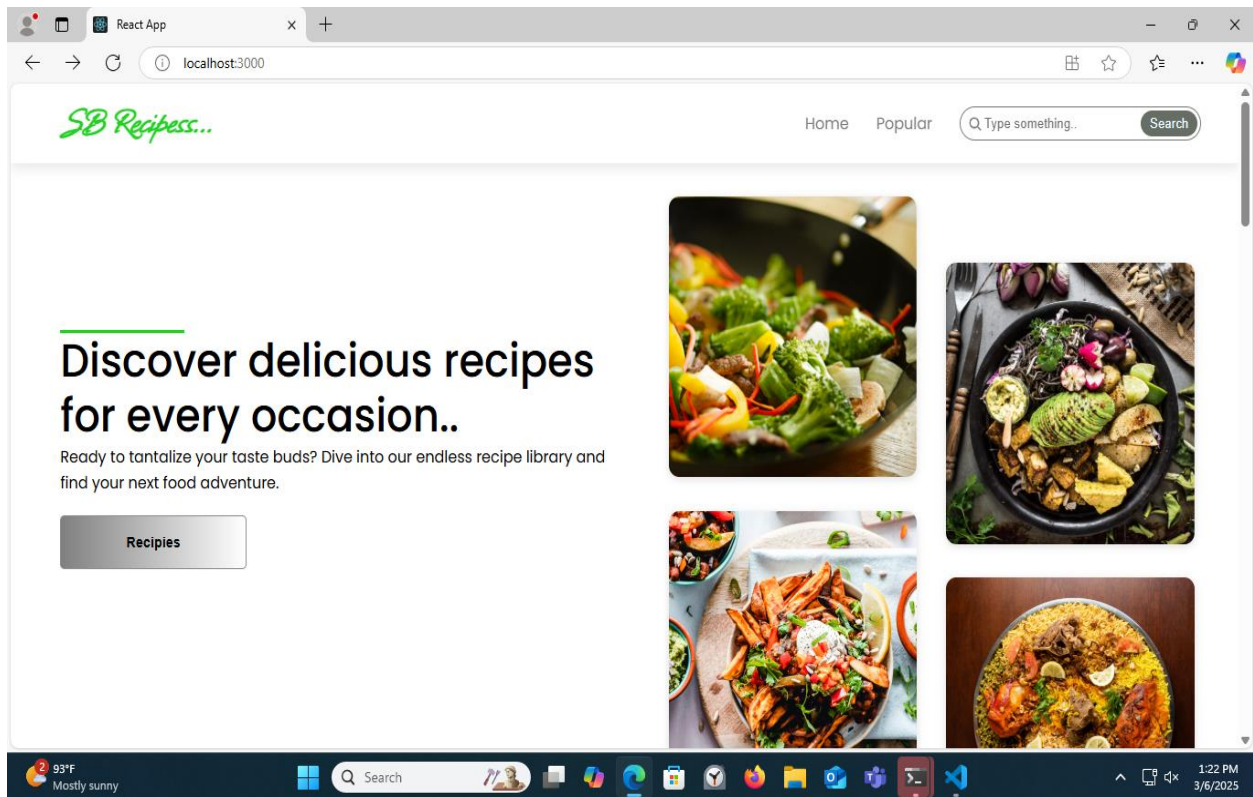 React App
localhost:3000
SB Recipess...
Home Popular Type something.. Search
Discover delicious recipes
for every occasion..
Ready to tantalize your taste buds? Dive into our endless recipe library and
find your next food adventure.
Recipies
2
93°F
Mostly sunny
Search
1:22 PM
3/6/2025